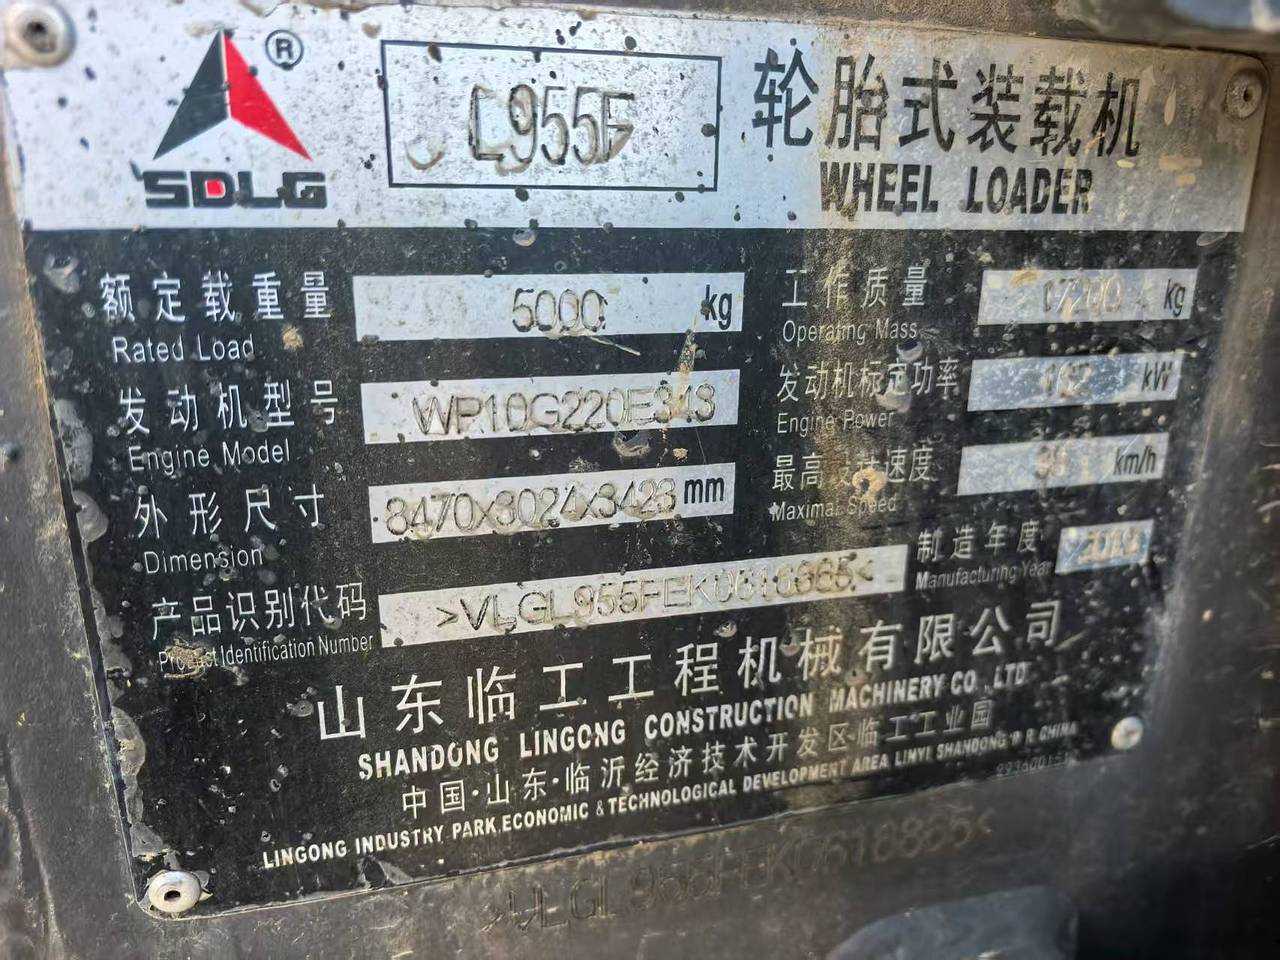 ®
SDLG
L955F
轮胎式装载机
WHEEL LOADER
额定载重量 5000 kg
Rated Load
工作质量 17200 kg
Operating Mass
发动机型号 WP10G220E343
Engine Model
发动机标定功率 162 kW
Engine Power
外形尺寸 8470x3024x3423 mm
Dimension
最高 速度 km/h
Maximal Speed
产品识别代码
Product Identification Number
制造年度
Manufacturing Year
山东临工工程机械有限公司
SHANDONG LINGONG CONSTRUCTION MACHINERY CO.,LTD
中国·山东·临沂经济技术开发区临工工业园
LINGONG INDUSTRY PARK,ECONOMIC & TECHNOLOGICAL DEVELOPMENT AREA LINYI SHANDONG P R CHINA